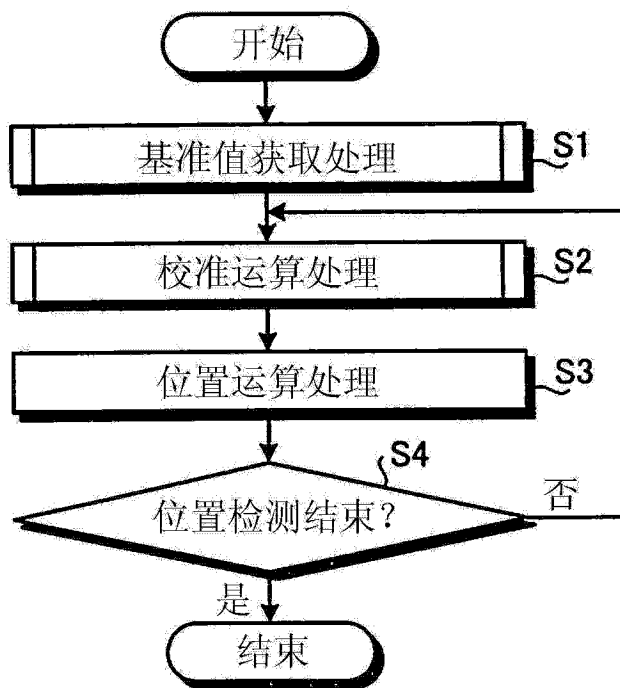 开始
基准值获取处理
S1
校准运算处理
S2
位置运算处理
S3
S4
位置检测结束?
否
是
结束